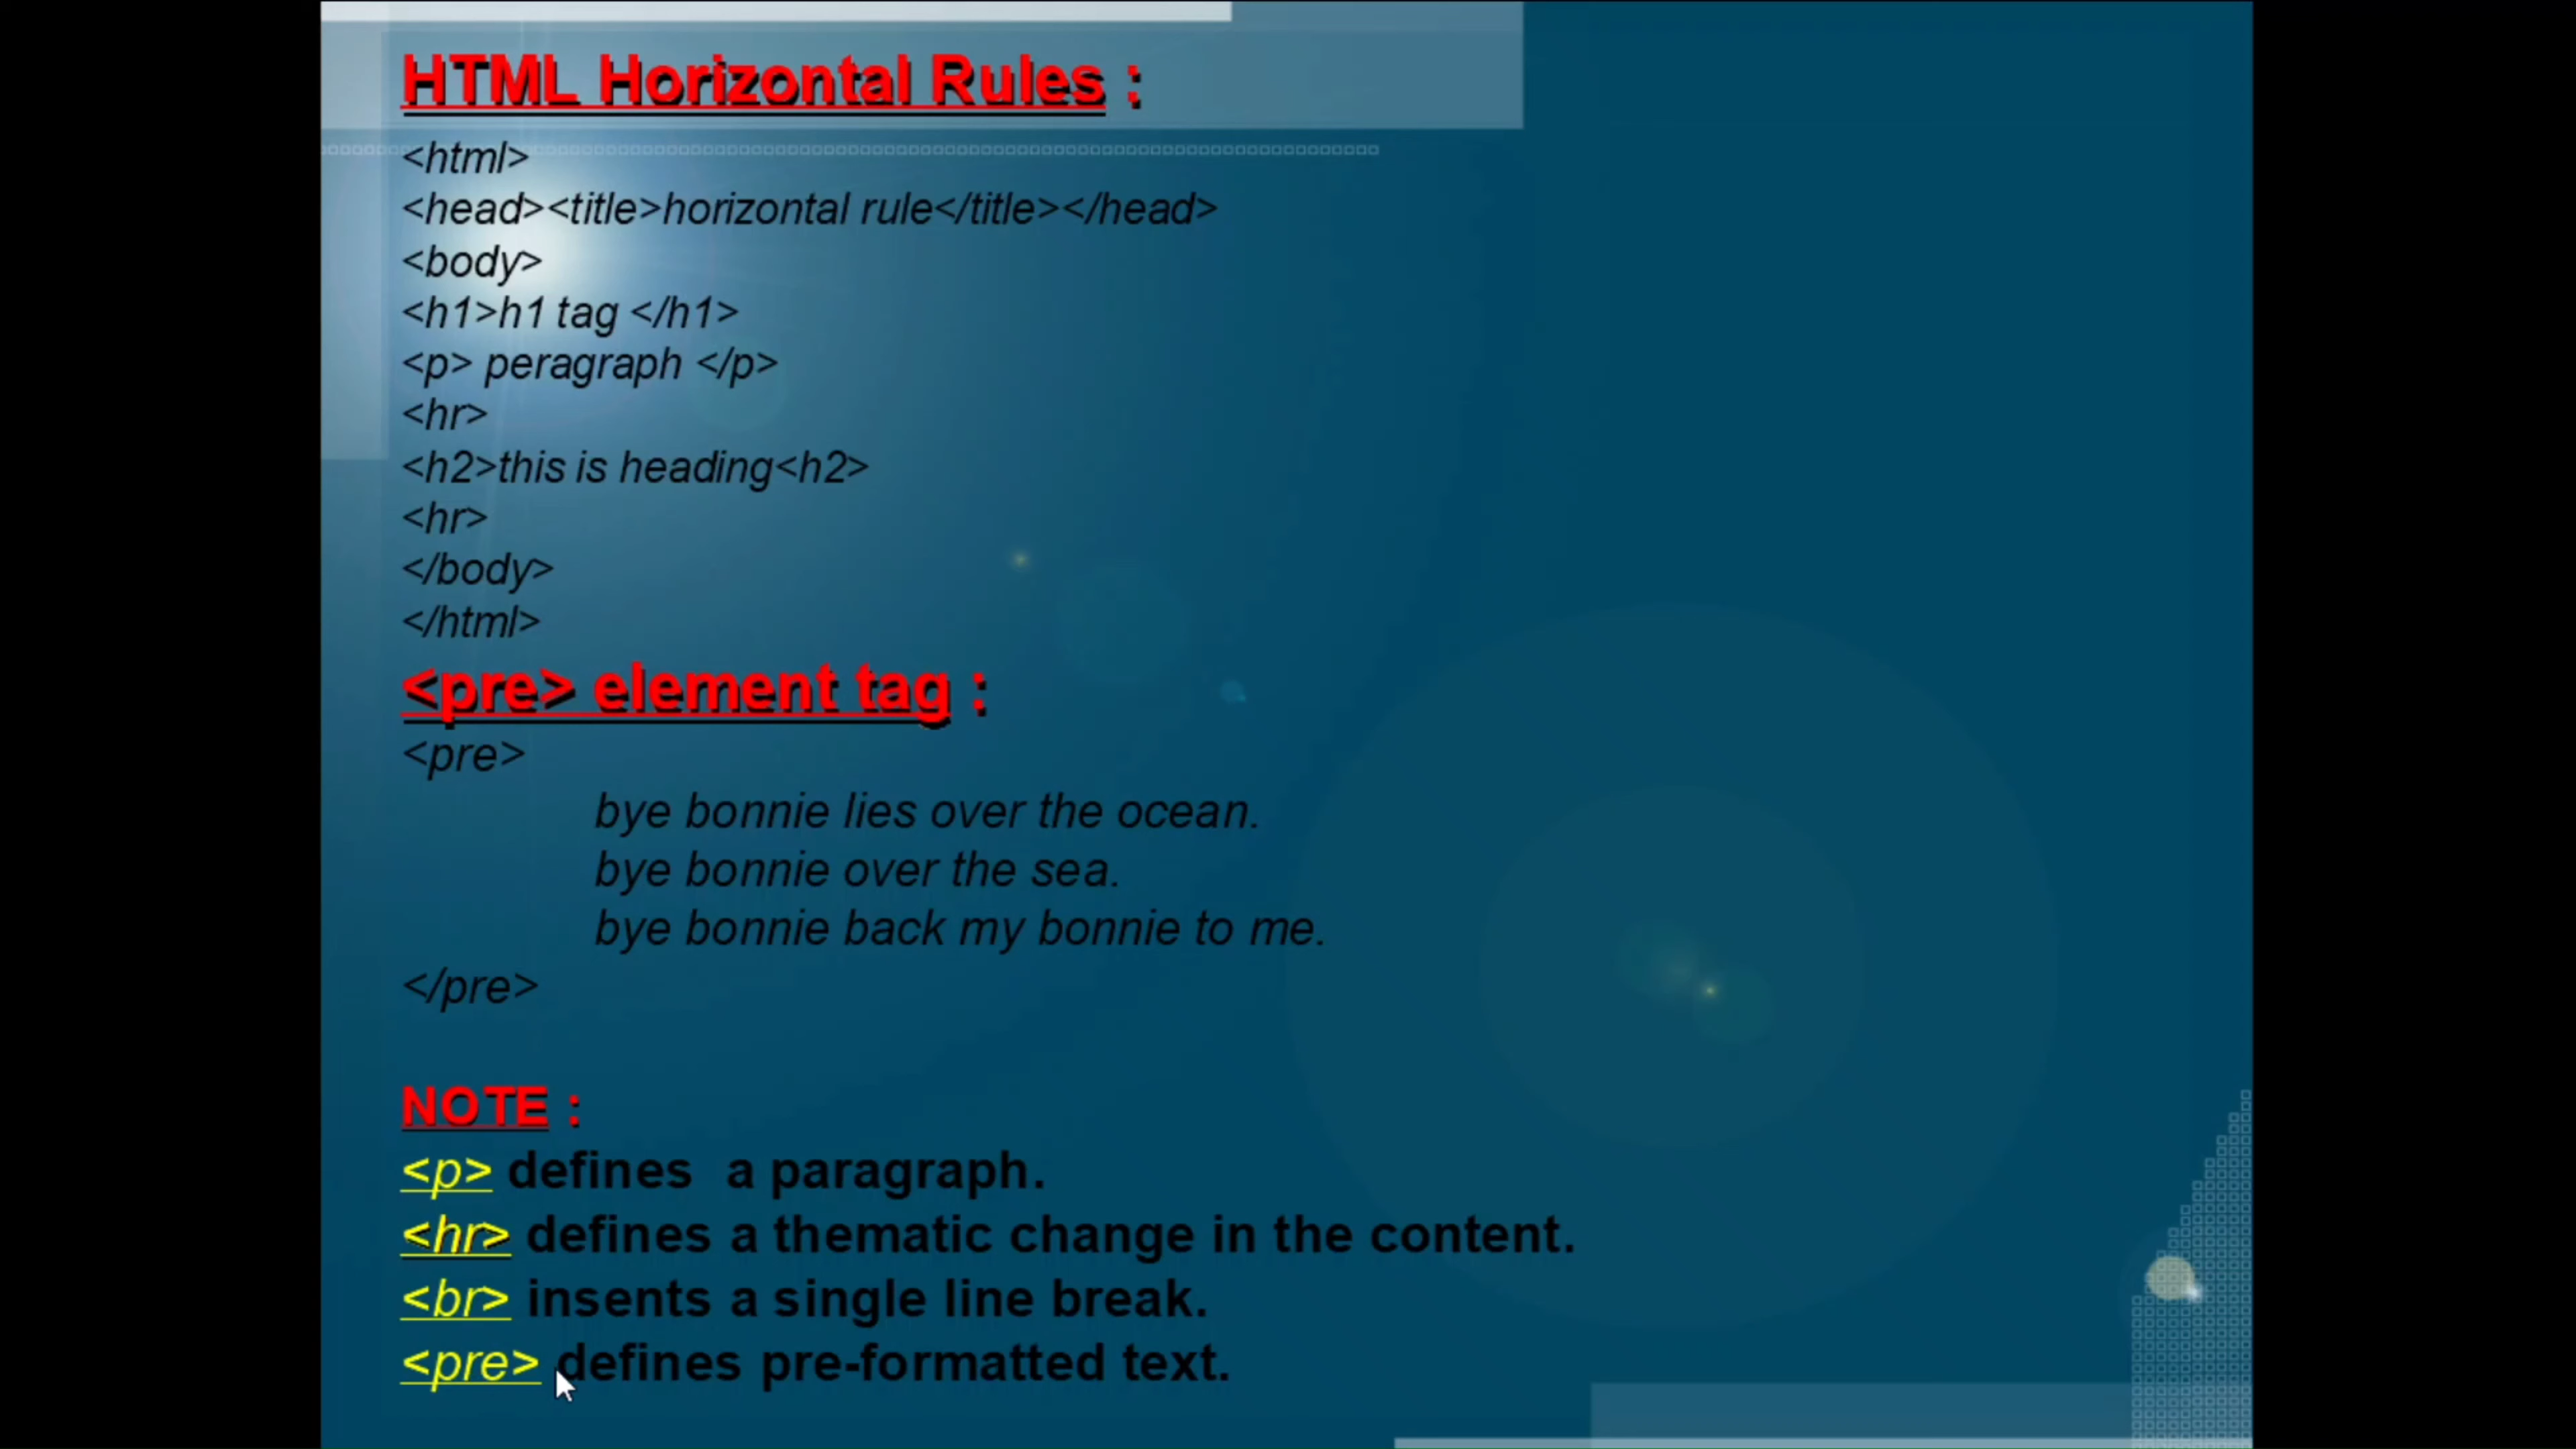 HTML Horizontal Rules :
<html>
<head><title>horizontal rule</title></head>
<body>
<h1>h1 tag </h1>
<p> peragraph </p>
<hr>
<h2>this is heading<h2>
<hr>
</body>
</html>
<pre> element tag :
<pre>
bye bonnie lies over the ocean.
bye bonnie over the sea.
bye bonnie back my bonnie to me.
</pre>
NOTE :
<p> defines  a paragraph.
<hr> defines a thematic change in the content.
<br> insents a single line break.
<pre> defines pre-formatted text.